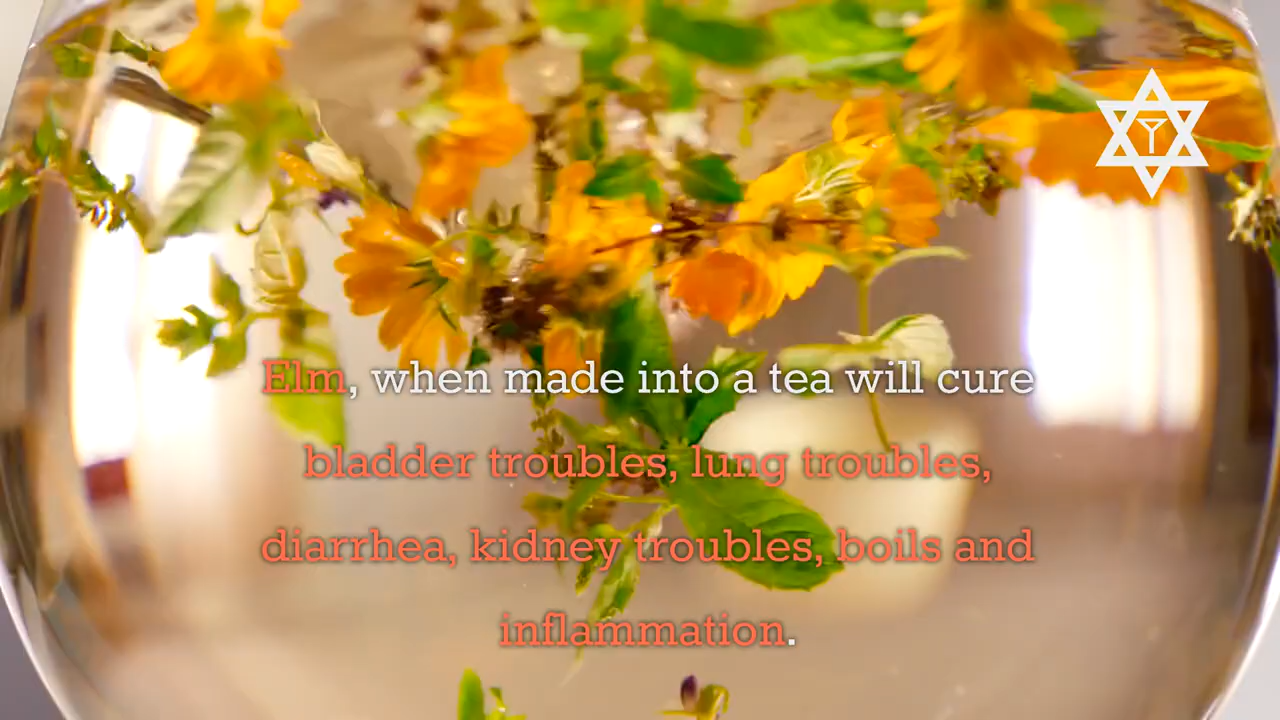 Elm, when made into a tea will cure
bladder troubles, lung troubles,
diarrhea, kidney troubles, boils and
inflammation.